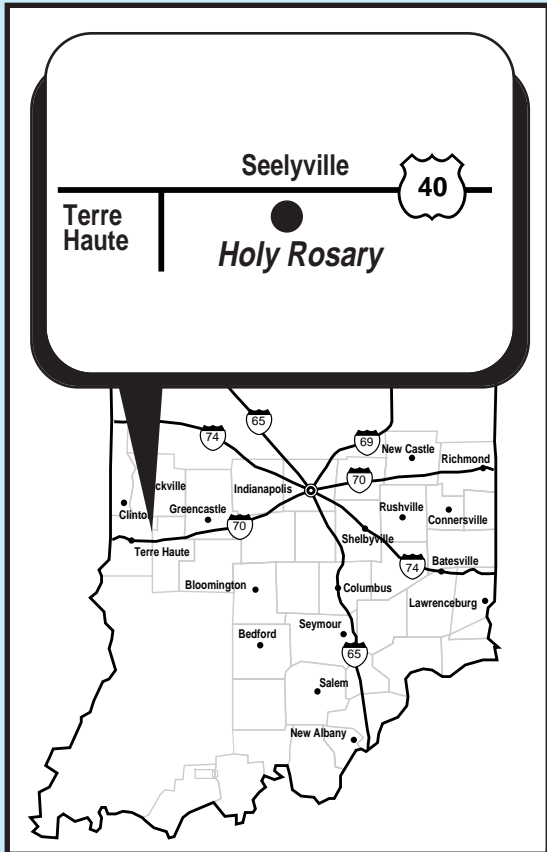 Seelyville
40
Terre
Haute
Holy Rosary
65
74
69
New Castle
Richmond
ckville
Indianapolis
70
Clinton
Greencastle
Rushville
Connersville
70
Terre Haute
Shelbyville
74
Batesville
Bloomington
Columbus
Lawrenceburg
Seymour
Bedford
65
Salem
New Albany